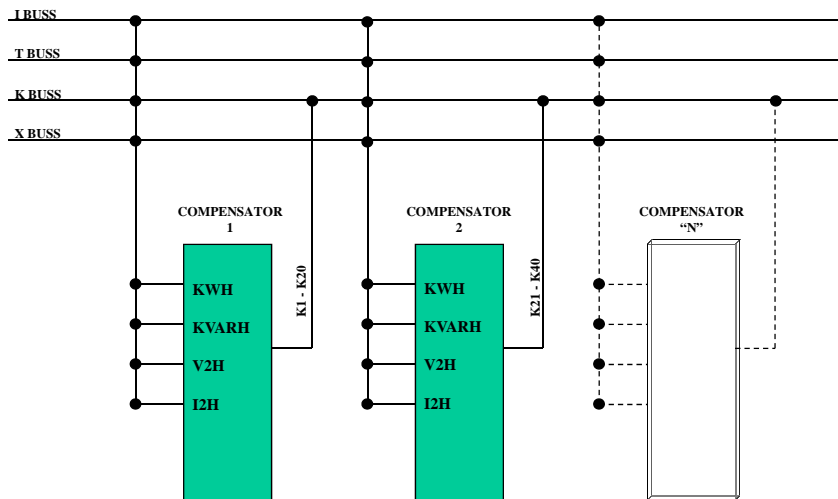 I BUSS
T BUSS
K BUSS
X BUSS
COMPENSATOR
1
KWH
KVARH
V2H
I2H
K1 - K20
COMPENSATOR
2
KWH
KVARH
V2H
I2H
K21 - K40
COMPENSATOR
“N”